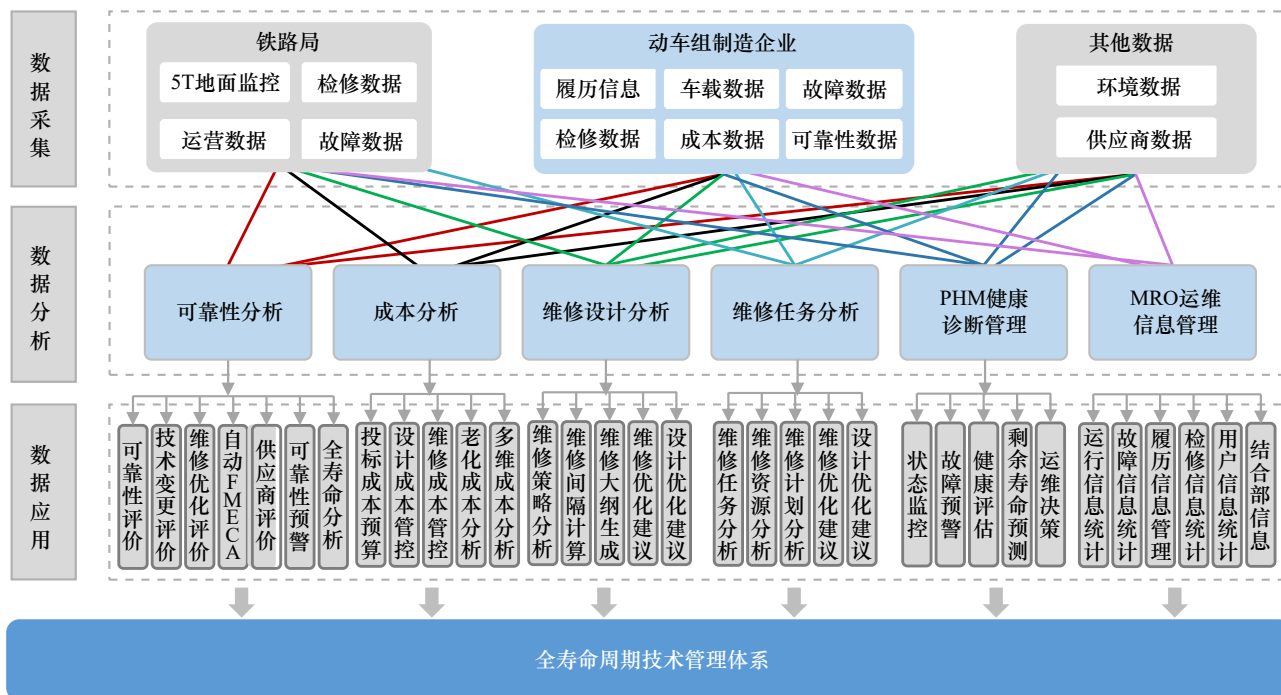 数据采集
铁路局
5T地面监控
检修数据
运营数据
故障数据
动车组制造企业
履历信息
车载数据
故障数据
检修数据
成本数据
可靠性数据
其他数据
环境数据
供应商数据
数据分析
可靠性分析
成本分析
维修设计分析
维修任务分析
PHM健康
诊断管理
MRO运维
信息管理
数据应用
可靠性评价
技术变更评价
维修优化评价
自动FMECA
供应商评价
可靠性预警
全寿命分析
投标成本预算
设计成本管控
维修成本管控
老化成本分析
多维成本分析
维修策略分析
维修间隔计算
维修大纲生成
维修优化建议
设计优化建议
维修任务分析
维修资源分析
维修计划分析
维修优化建议
设计优化建议
状态监控
故障预警
健康评估
剩余寿命预测
运维决策
运行信息统计
故障信息统计
履历信息管理
检修信息统计
用户信息统计
结合部信息
全寿命周期技术管理体系